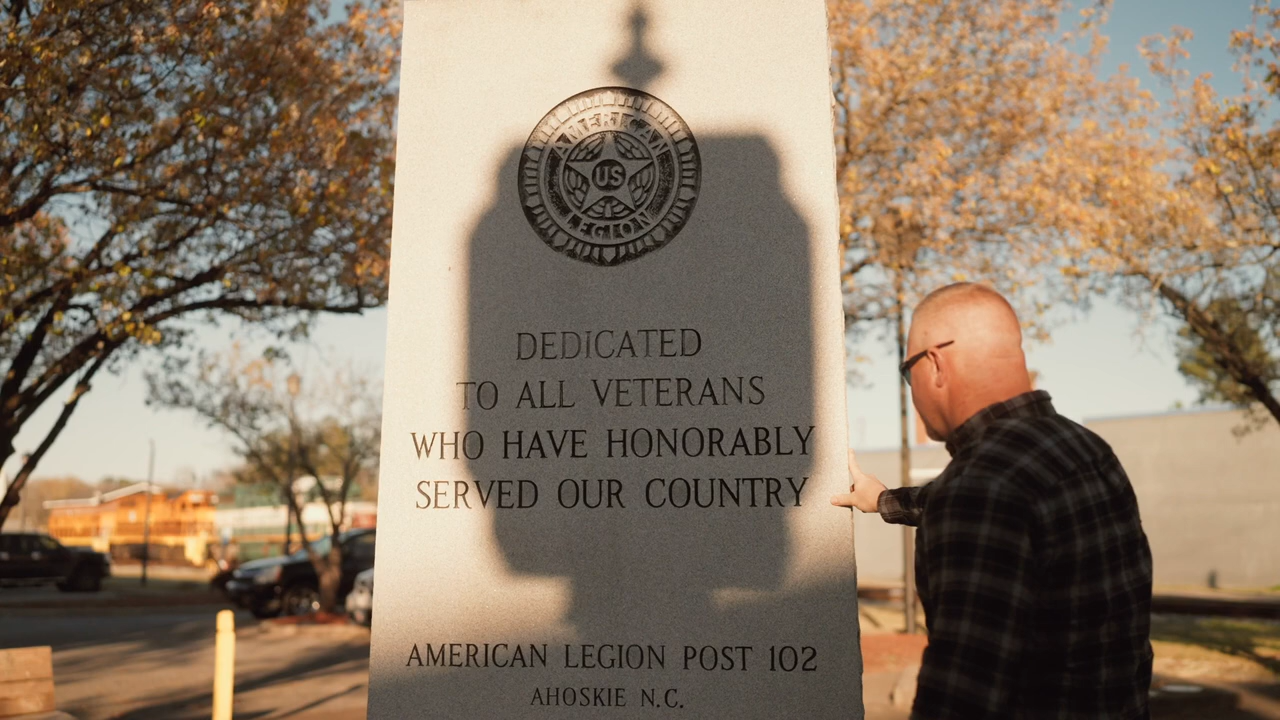 AMERICAN
US
LEGION
DEDICATED
TO ALL VETERANS
WHO HAVE HONORABLY
SERVED OUR COUNTRY
AMERICAN LEGION POST 102
AHOSKIE N.C.